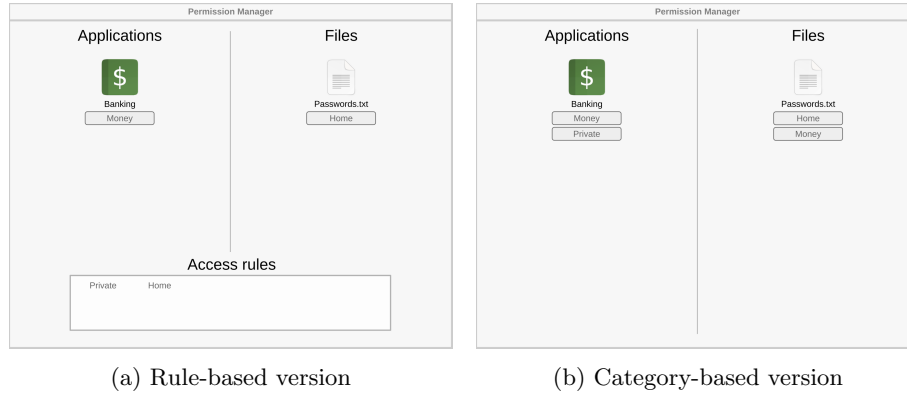 Permission Manager
Applications Files
$
Banking Passwords.txt
Money Home
Access rules
Private Home
(a) Rule-based version
Permission Manager
Applications Files
$
Banking Passwords.txt
Money Home
Private Money
(b) Category-based version